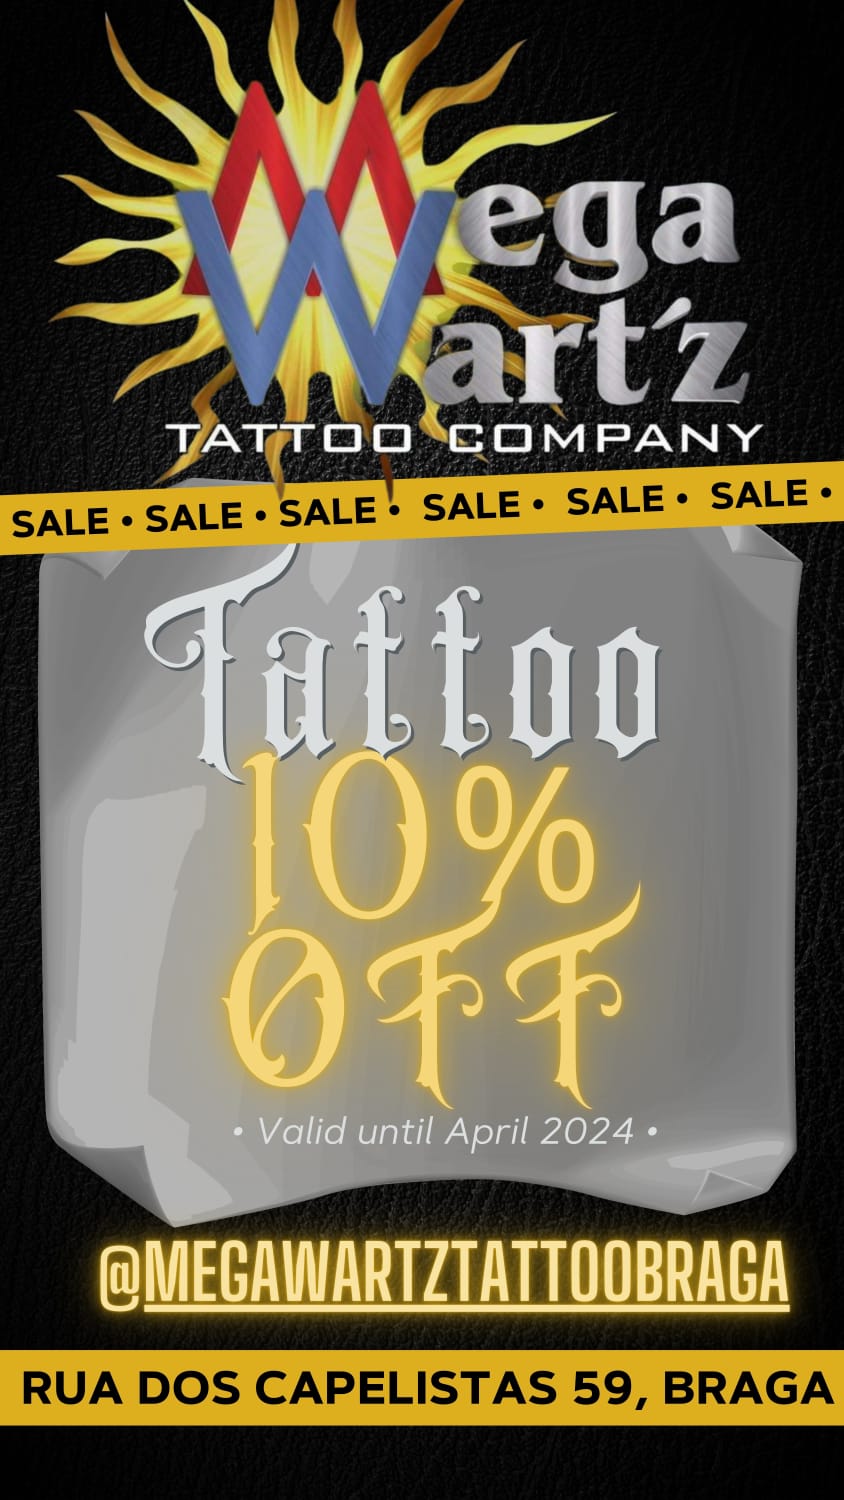 Mega
Wart´z
TATTOO COMPANY
SALE • SALE • SALE • SALE • SALE • SALE •
Tattoo
10%
OFF
• Valid until April 2024 •
@MEGAWARTZTATTOOBRAGA
RUA DOS CAPELISTAS 59, BRAGA